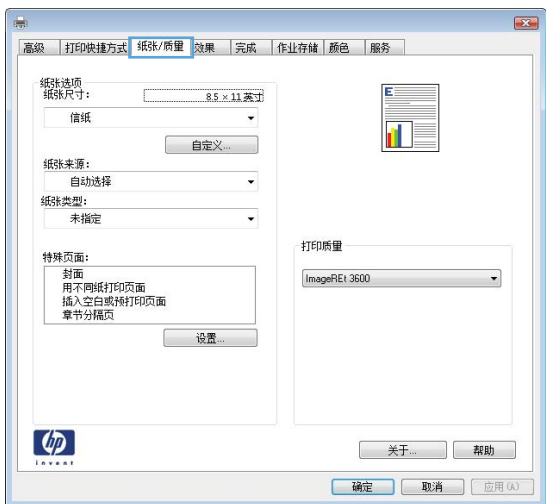 高级 打印快捷方式 纸张/质量 效果 完成 作业存储 颜色 服务
纸张选项
纸张尺寸: 8.5 × 11 英寸
信纸
自定义...
纸张来源:
自动选择
纸张类型:
未指定
特殊页面:
封面
用不同纸打印页面
插入空白或预打印页面
章节分隔页
设置...
E
打印质量
ImageREt 3600
hp
invent
关于... 帮助
确定 取消 应用(A)